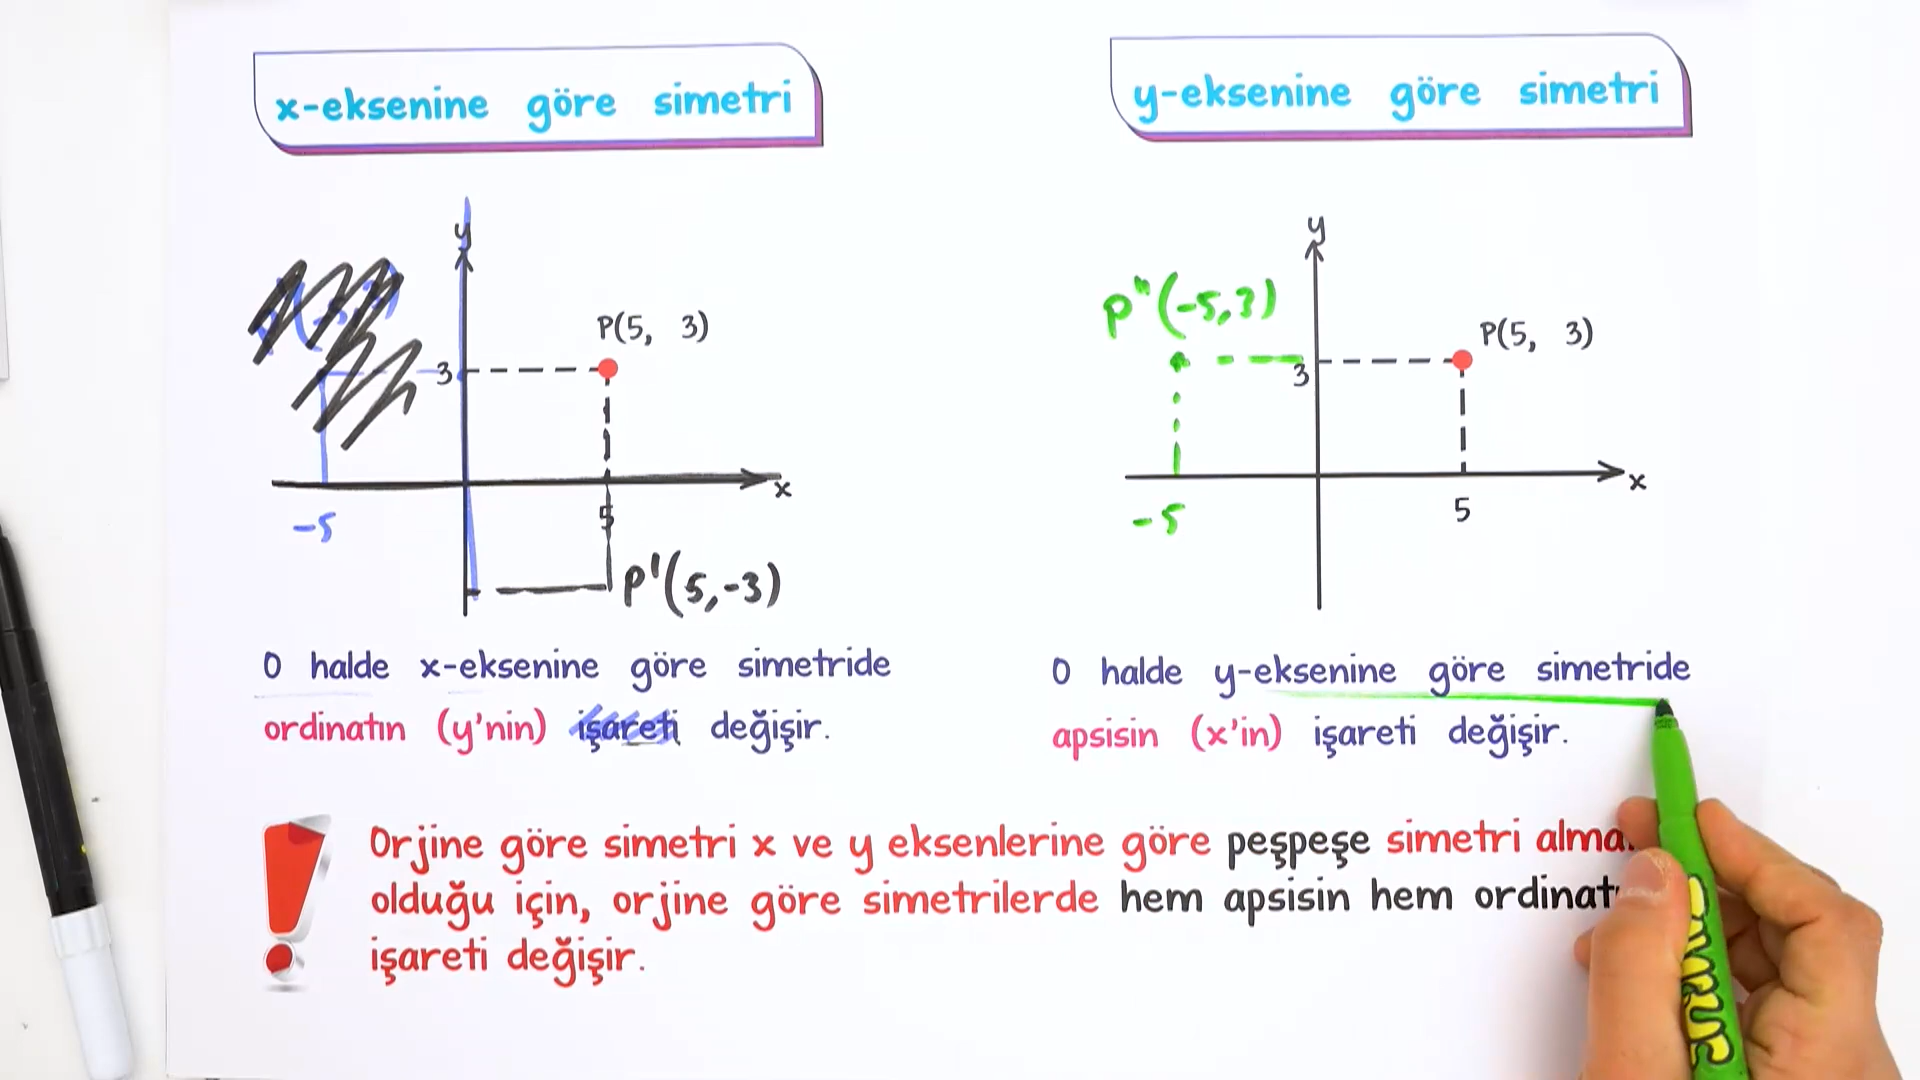 x-eksenine göre simetri
y
P(5, 3)
3
x
-5
5
P'(5,-3)
O halde x-eksenine göre simetride
ordinatın (y'nin) işareti değişir.
y-eksenine göre simetri
y
P"(-5,3)
P(5, 3)
3
x
-5
5
O halde y-eksenine göre simetride
apsisin (x'in) işareti değişir.
Orjine göre simetri x ve y eksenlerine göre peşpeşe simetri
olduğu için, orjine göre simetrilerde hem apsisin hem
işareti değişir.